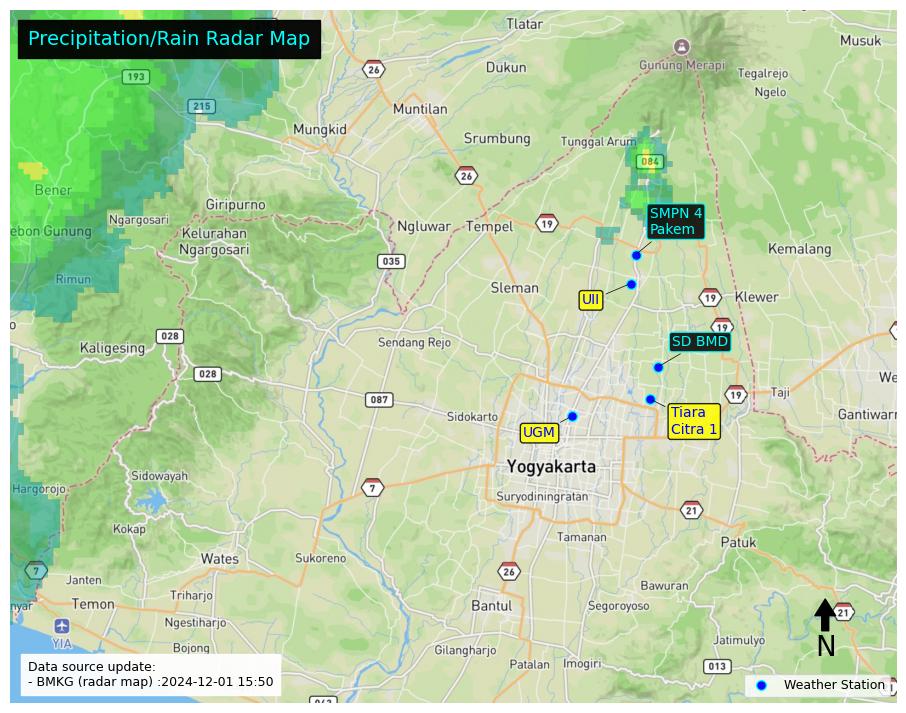 Precipitation/Rain Radar Map
Tlatar
Musuk
26
Dukun
Gunung Merapi
Tegalrejo
193
Ngelo
215
Muntilan
Mungkid
Srumbung
Tunggal Arum
084
26
Bener
Giripurno
SMPN 4
Pakem
Ngargosari
Ngluwar
Tempel
19
ebon Gunung
Kelurahan
Ngargosari
Kemalang
035
Rimun
Sleman
UII
19
Klewer
19
028
Sendang Rejo
SD BMD
Kaligesing
028
We
Taji
087
19
Sidokarto
Tiara
Citra 1
Gantiwarn
UGM
Yogyakarta
Sidowayah
Hargorojo
7
Suryodiningratan
21
Kokap
Tamanan
Patuk
Wates
Sukoreno
7
26
Janten
Bawuran
Triharjo
nyar
Temon
Bantul
Segoroyoso
21
Ngestiharjo
YIA
Jatimulyo
N
Bojong
Gilangharjo
Patalan
Imogiri
013
Data source update:
- BMKG (radar map) :2024-12-01 15:50
Weather Station